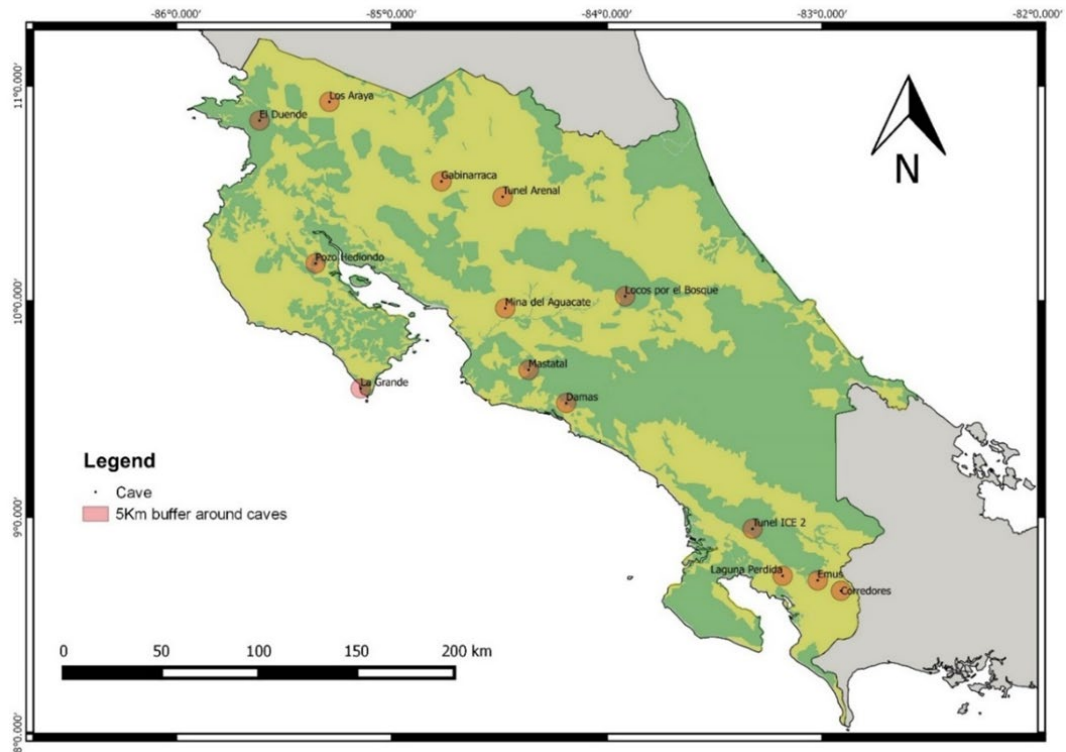 -86°0.000' -85°0.000' -84°0.000' -83°0.000' -82°0.000'
11°0.000'
10°0.000'
9°0.000'
8°0.000'
Los Araya
El Duende
Gabinarraca
Tunel Arenal
Pozo Hediondo
Locos por el Bosque
Mina del Aguacate
Mastatal
La Grande
Damas
Tunel ICE 2
Laguna Perdida
Emus
Corredores
N
Legend
Cave
5Km buffer around caves
0 50 100 150 200 km